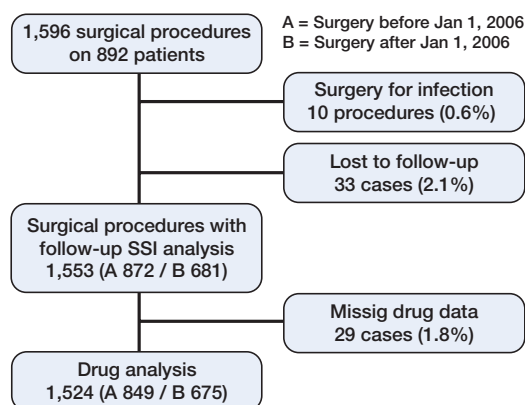 1,596 surgical procedures
on 892 patients
A = Surgery before Jan 1, 2006
B = Surgery after Jan 1, 2006
Surgery for infection
10 procedures (0.6%)
Lost to follow-up
33 cases (2.1%)
Surgical procedures with
follow-up SSI analysis
1,553 (A 872 / B 681)
Missig drug data
29 cases (1.8%)
Drug analysis
1,524 (A 849 / B 675)